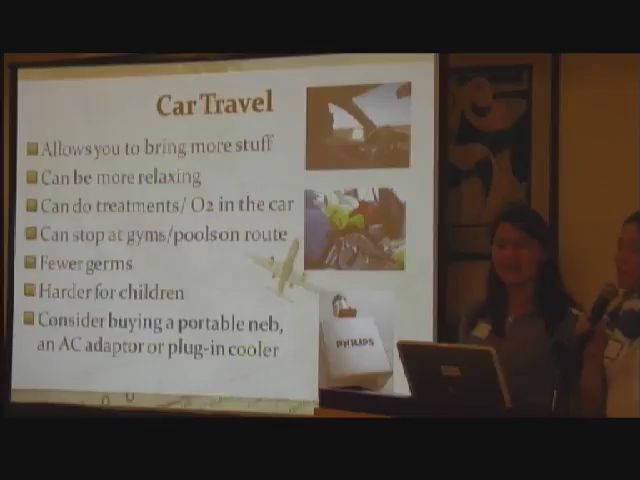 Car Travel
Allows you to bring more stuff
Can be more relaxing
Can do treatments/ O2 in the car
Can stop at gyms/pools on route
Fewer germs
Harder for children
Consider buying a portable neb,
an AC adaptor or plug-in cooler
PHILIPS